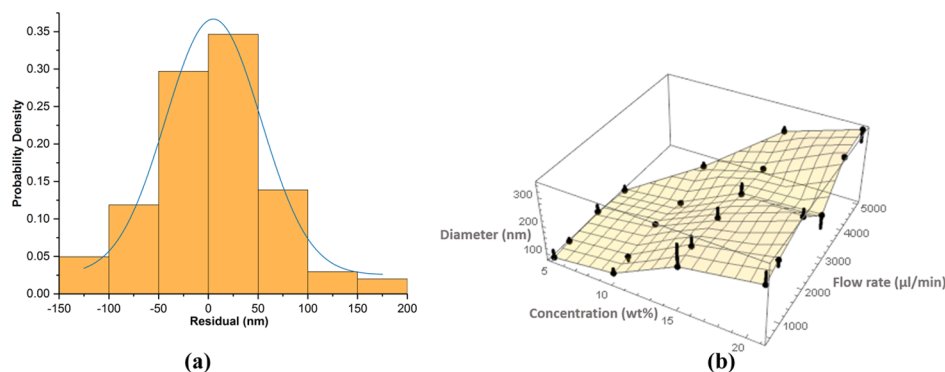 0.35
0.30
0.25
0.20
0.15
0.10
0.05
0.00
Probability Density
-150 -100 -50 0 50 100 150 200
Residual (nm)
(a)
300
200
100
Diameter (nm)
5
10
15
20
Concentration (wt%)
5000
4000
3000
2000
1000
Flow rate (µl/min)
(b)